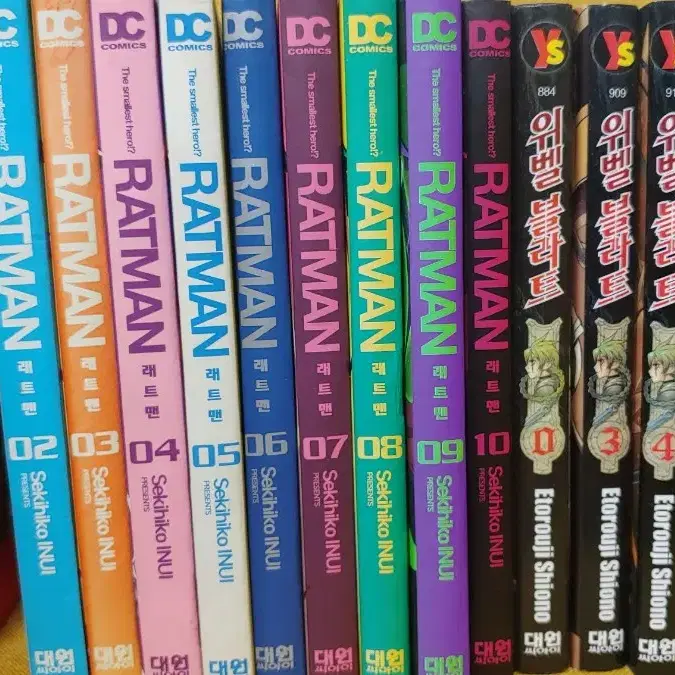 DC
COMICS
The smallest hero!?
RATMAN
래트맨
02
Sekihiko INUI
PRESENTS
DC
COMICS
The smallest hero!?
RATMAN
래트맨
03
Sekihiko INUI
PRESENTS
대원
씨아이
DC
COMICS
The smallest hero!?
RATMAN
래트맨
04
Sekihiko INUI
PRESENTS
대원
씨아이
DC
COMICS
The smallest hero!?
RATMAN
래트맨
05
Sekihiko INUI
PRESENTS
대원
씨아이
DC
COMICS
The smallest hero!?
RATMAN
래트맨
06
Sekihiko INUI
PRESENTS
대원
씨아이
DC
COMICS
The smallest hero!?
RATMAN
래트맨
07
Sekihiko INUI
PRESENTS
대원
씨아이
DC
COMICS
The smallest hero!?
RATMAN
래트맨
08
Sekihiko INUI
PRESENTS
대원
씨아이
DC
COMICS
The smallest hero!?
RATMAN
래트맨
09
Sekihiko INUI
PRESENTS
대원
씨아이
DC
COMICS
The smallest hero!?
RATMAN
래트맨
10
Sekihiko INUI
PRESENTS
대원
씨아이
YS
884
위벨 블라트
0
Etorouji Shiono
대원
씨아이
YS
909
위벨 블라트
3
Etorouji Shiono
대원
씨아이
위벨 블라트
4
Etorouji Shiono
대원
씨아이